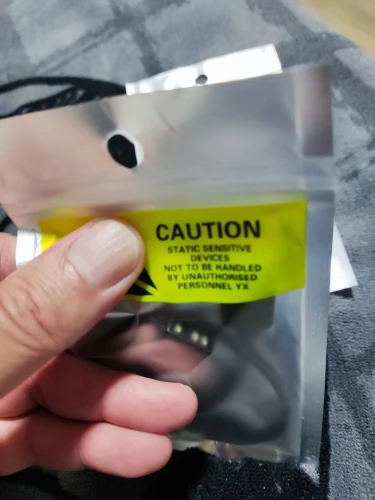 CAUTION
STATIC SENSITIVE
DEVICES
NOT TO BE HANDLED
BY UNAUTHORISED
PERSONNEL YX